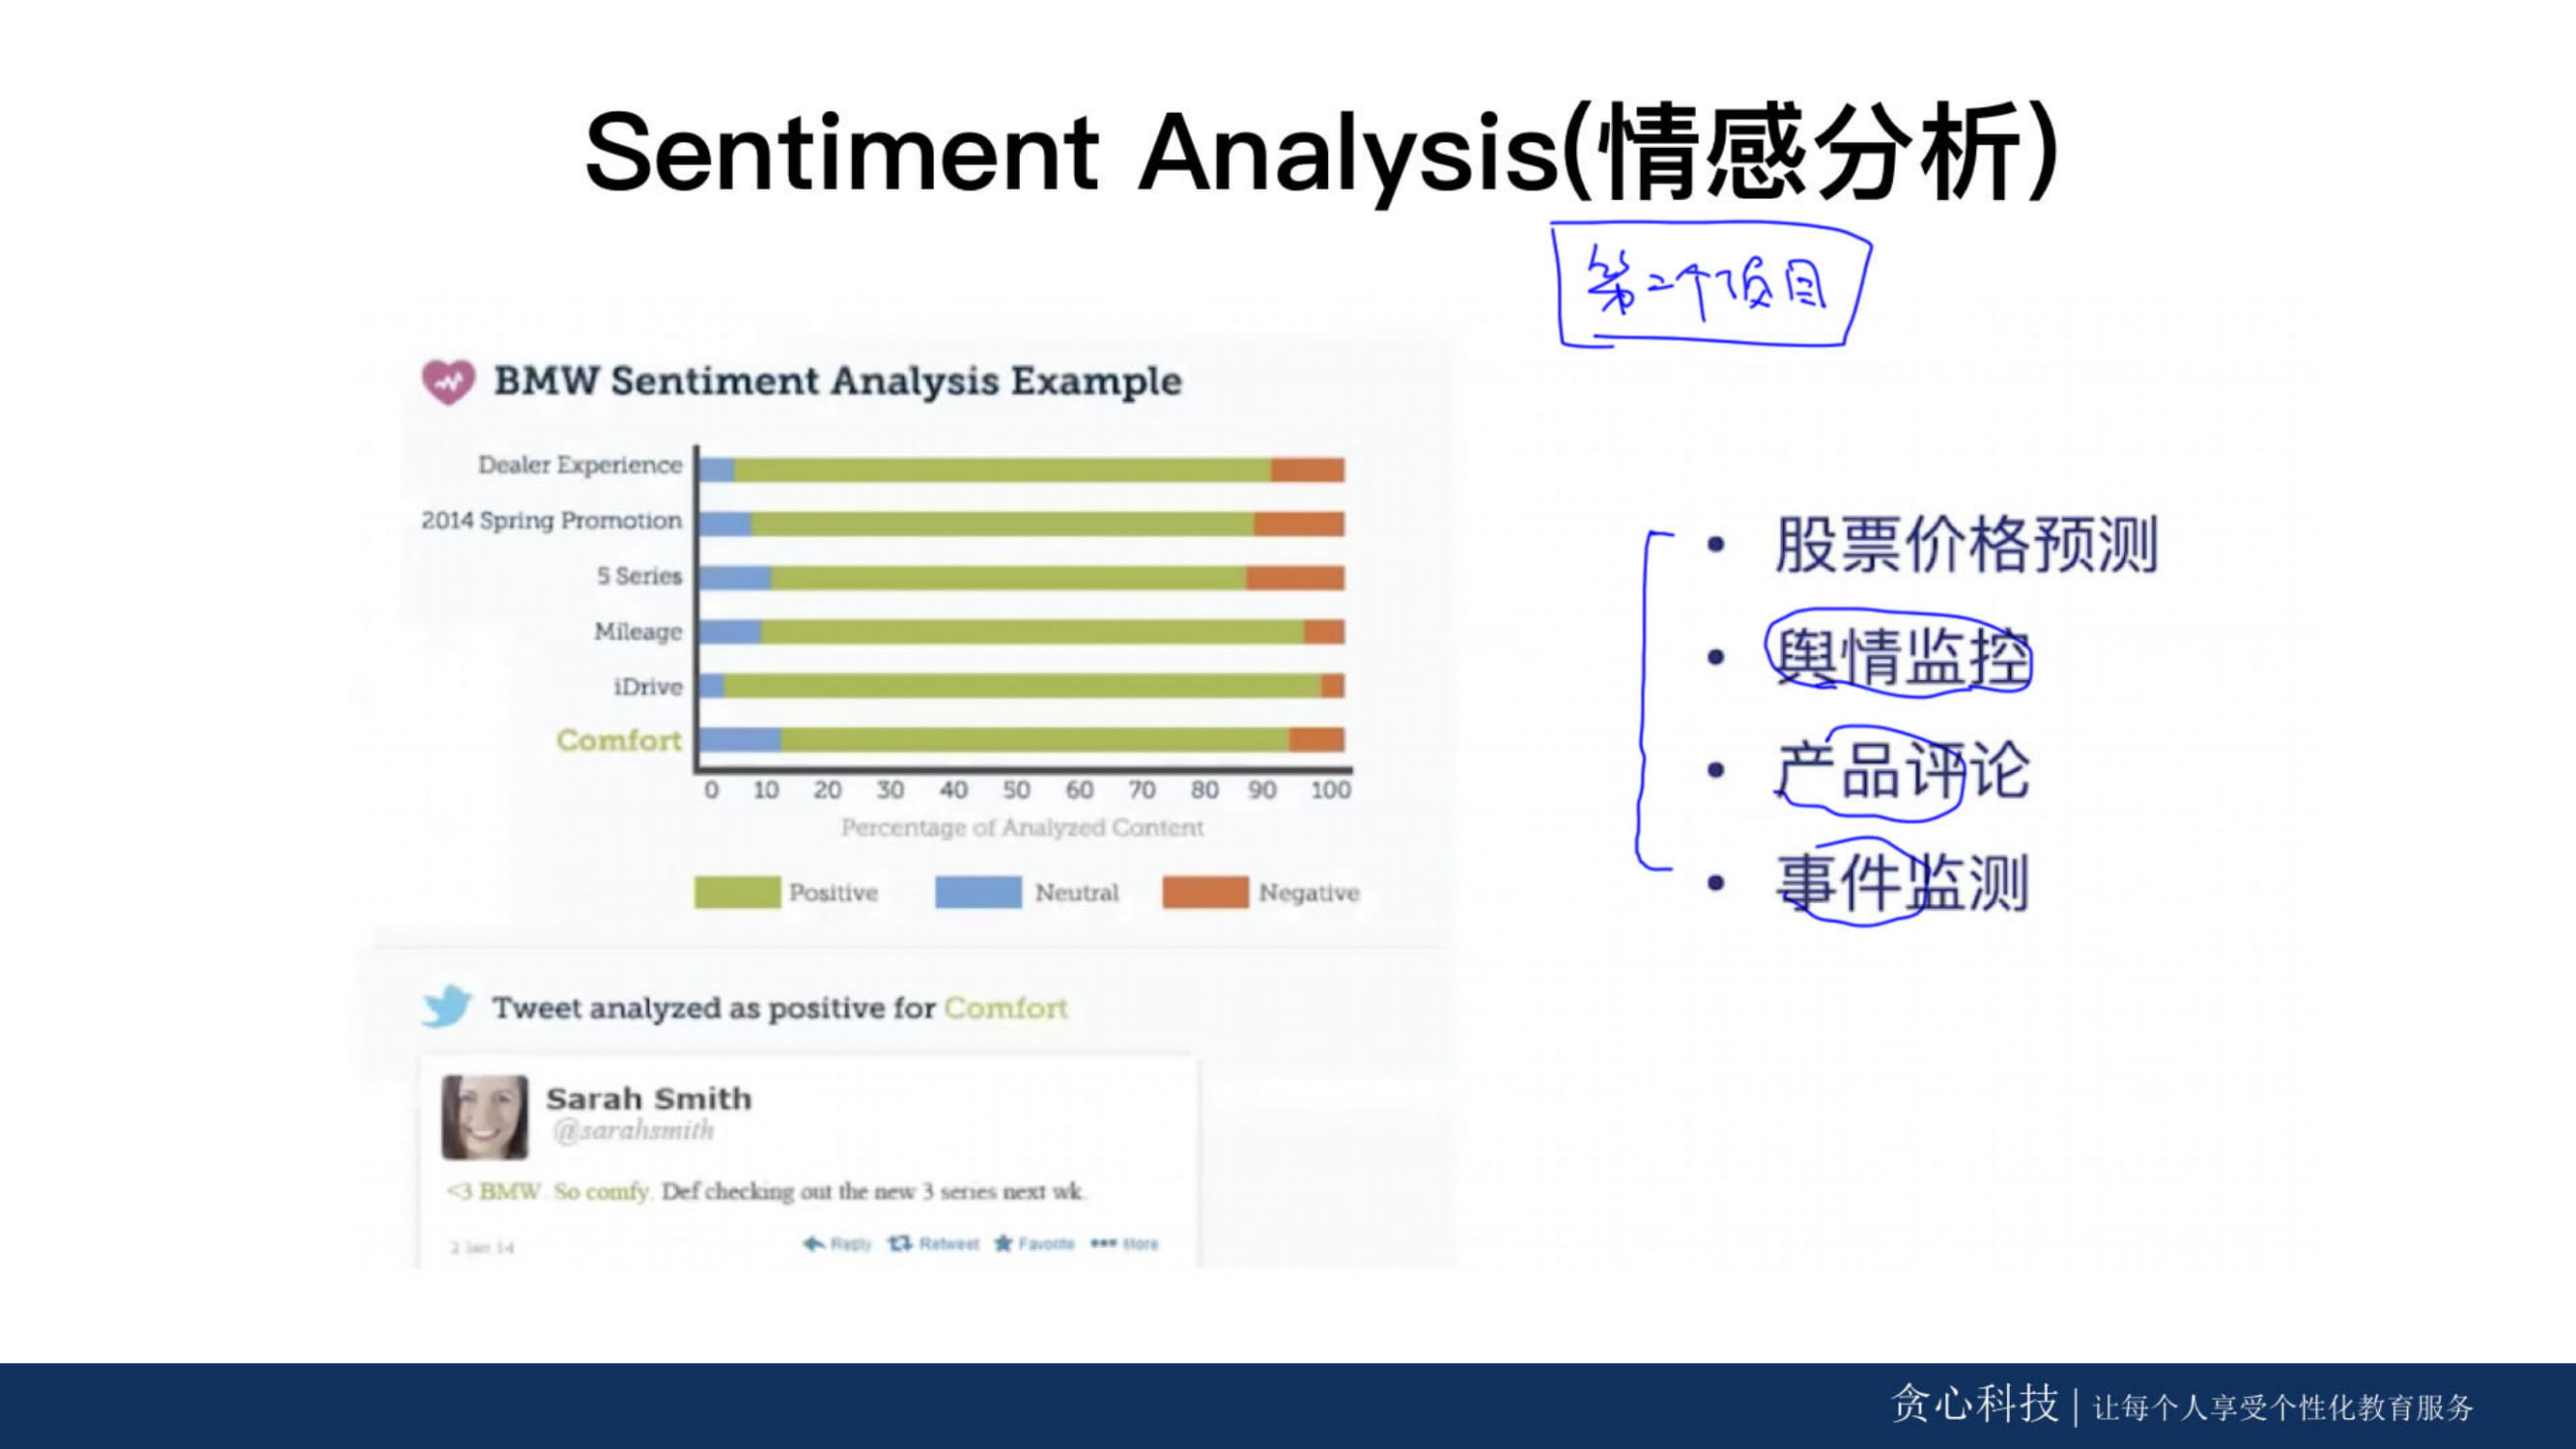 Sentiment Analysis(情感分析)
第二个项目
BMW Sentiment Analysis Example
Dealer Experience
2014 Spring Promotion
5 Series
Mileage
iDrive
Comfort
0 10 20 30 40 50 60 70 80 90 100
Percentage of Analyzed Content
Positive Neutral Negative
Tweet analyzed as positive for Comfort
Sarah Smith
@sarahsmith
<3 BMW. So comfy. Def checking out the new 3 series next wk.
2 Jan 14 Reply Retweet Favorite More
• 股票价格预测
• 舆情监控
• 产品评论
• 事件监测
贪心科技 | 让每个人享受个性化教育服务